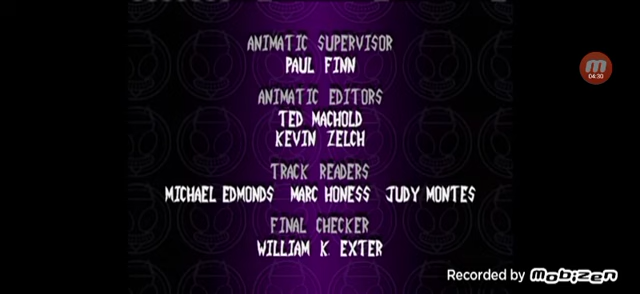 ANIMATIC SUPERVISOR
PAUL FINN
ANIMATIC EDITORS
TED MACHOLD
KEVIN ZELCH
TRACK READERS
MICHAEL EDMONDS MARC HONESS JUDY MONTES
FINAL CHECKER
WILLIAM K EXTER
04:30
Recorded by Mobizen